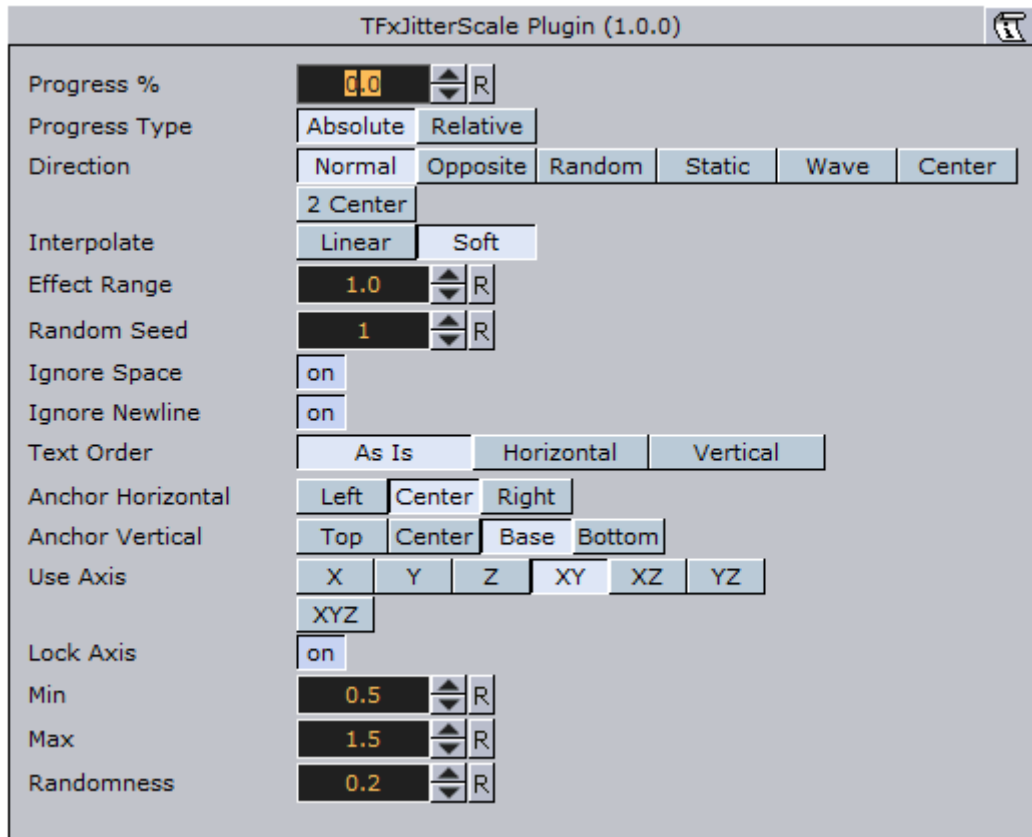 TFxJitterScale Plugin (1.0.0)
Progress % 0.0 R
Progress Type Absolute Relative
Direction Normal Opposite Random Static Wave Center
2 Center
Interpolate Linear Soft
Effect Range 1.0 R
Random Seed 1 R
Ignore Space on
Ignore Newline on
Text Order As Is Horizontal Vertical
Anchor Horizontal Left Center Right
Anchor Vertical Top Center Base Bottom
Use Axis X Y Z XY XZ YZ
XYZ
Lock Axis on
Min 0.5 R
Max 1.5 R
Randomness 0.2 R